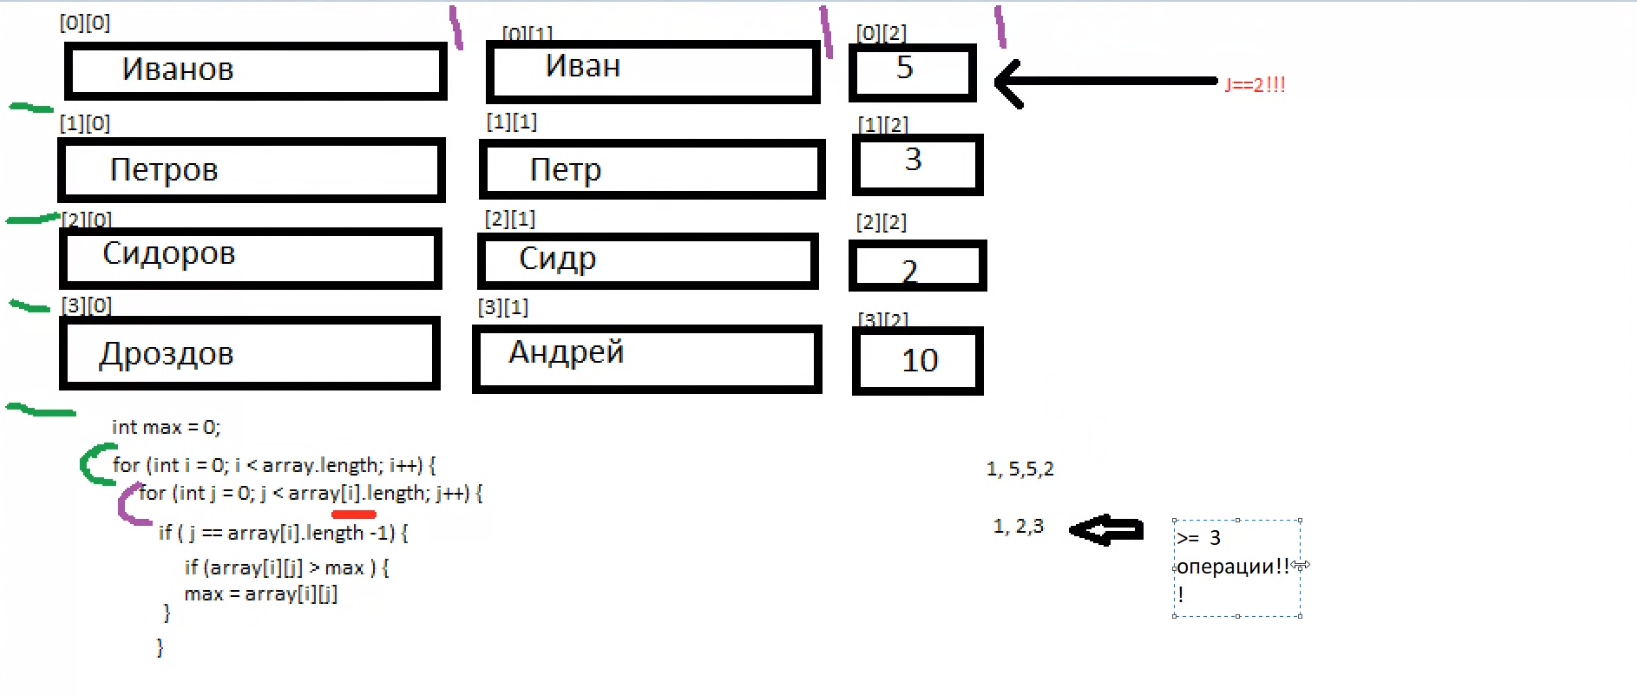 [0][0] [0][1] [0][2]
Иванов Иван 5 J==2!!!
[1][0] [1][1] [1][2]
Петров Петр 3
[2][0] [2][1] [2][2]
Сидоров Сидр 2
[3][0] [3][1] [3][2]
Дроздов Андрей 10
int max = 0;
for (int i = 0; i < array.length; i++) {
for (int j = 0; j < array[i].length; j++) {
if ( j == array[i].length -1) {
if (array[i][j] > max ) {
max = array[i][j]
}
}
1, 5,5,2
1, 2,3
>= 3
операции!!
!